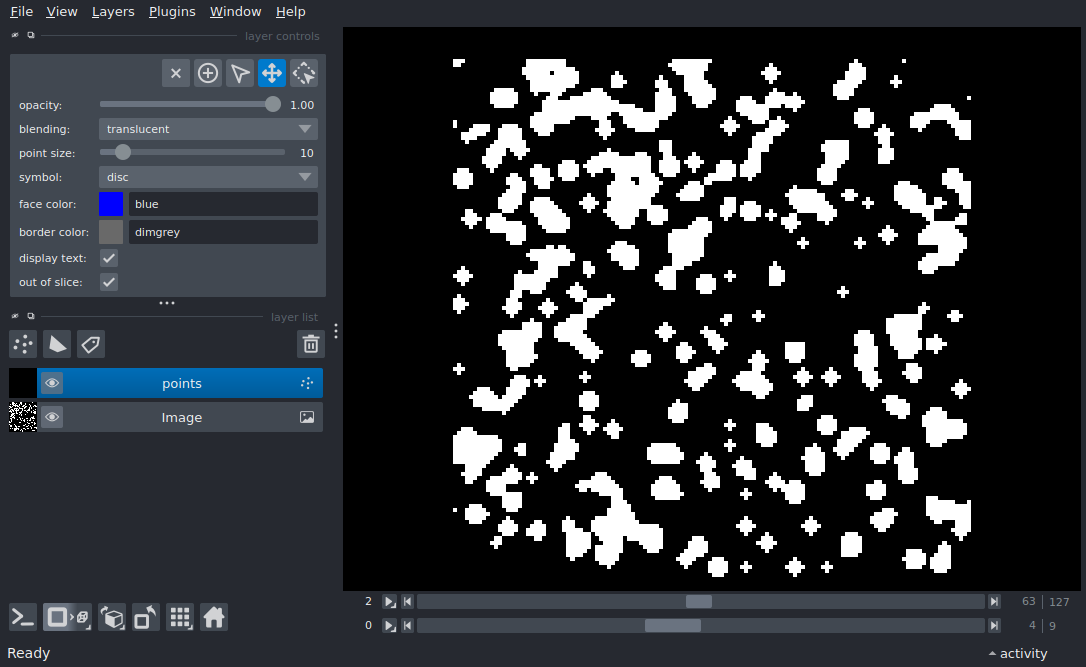 File View Layers Plugins Window Help
layer controls
opacity: 1.00
blending: translucent
point size: 10
symbol: disc
face color: blue
border color: dimgrey
display text:
out of slice:
layer list
points
Image
2 63 | 127
0 4 | 9
Ready activity